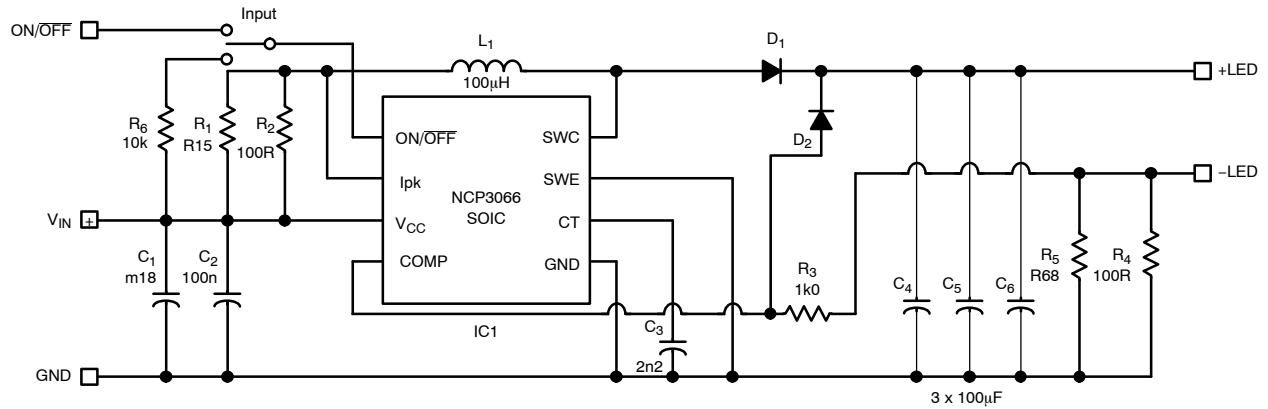 Input
ON/OFF
L1
100μH
D1
+LED
R6
10k
R1
R15
R2
100R
ON/OFF
SWC
D2
Ipk
SWE
−LED
NCP3066
SOIC
VIN
+
VCC
CT
COMP
GND
C1
m18
C2
100n
R3
1k0
R5
R68
R4
100R
C4
C5
C6
IC1
C3
2n2
GND
3 x 100μF